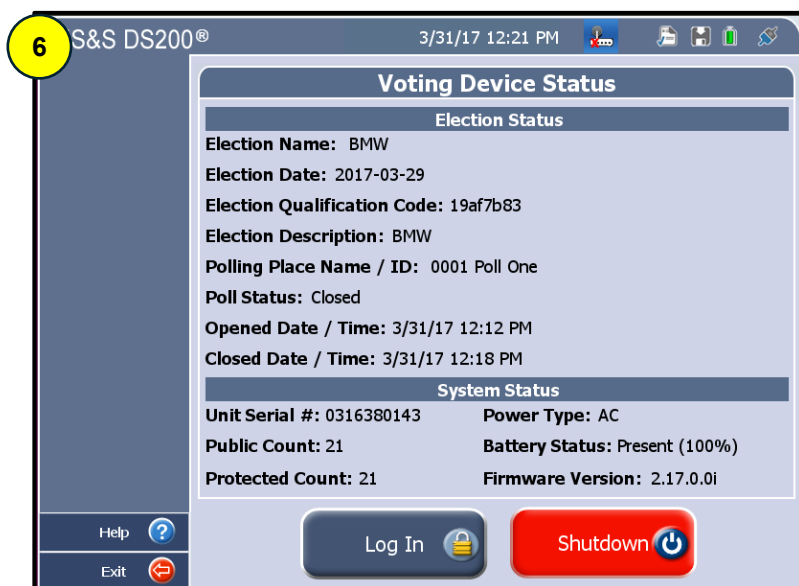 6
S&S DS200® 3/31/17 12:21 PM
Voting Device Status
Election Status
Election Name: BMW
Election Date: 2017-03-29
Election Qualification Code: 19af7b83
Election Description: BMW
Polling Place Name / ID: 0001 Poll One
Poll Status: Closed
Opened Date / Time: 3/31/17 12:12 PM
Closed Date / Time: 3/31/17 12:18 PM
System Status
Unit Serial #: 0316380143 Power Type: AC
Public Count: 21 Battery Status: Present (100%)
Protected Count: 21 Firmware Version: 2.17.0.0i
Help ?
Log In Shutdown
Exit